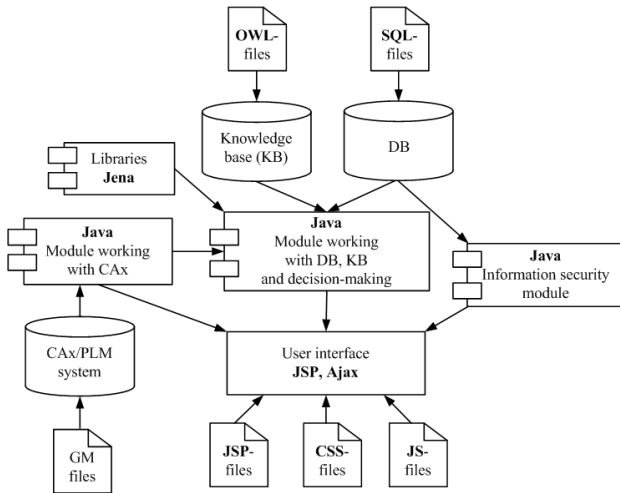 OWL-
files
SQL-
files
Knowledge
base (KB)
DB
Libraries
Jena
Java
Module working
with CAx
Java
Module working
with DB, KB
and decision-making
Java
Information security
module
CAx/PLM
system
User interface
JSP, Ajax
GM
files
JSP-
files
CSS-
files
JS-
files